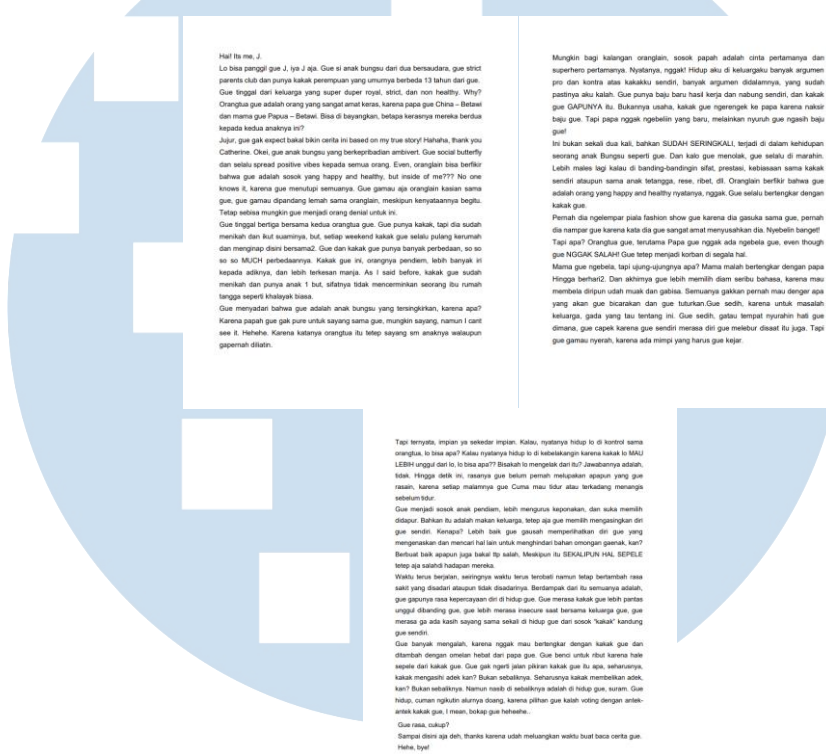 Hai! Its me, J.
Lo bisa panggil gue J, iya J aja. Gue si anak bungsu dari dua bersaudara, gue strict
parents club dan punya kakak perempuan yang umurnya berbeda 13 tahun dari gue.
Gue tinggal dari keluarga yang super duper royal, strict, dan non healthy. Why?
Orangtua gue adalah orang yang sangat amat keras, karena papa gue China – Betawi
dan mama gue Papua – Betawi. Bisa di bayangkan, betapa kerasnya mereka berdua
kepada kedua anaknya ini?
Jujur, gue gak expect bakal bikin cerita ini based on my true story! Hahaha, thank you
Catherine. Okei, gue anak bungsu yang berkepribadian ambivert. Gue social butterfly
dan selalu spread positive vibes kepada semua orang. Even, oranglain bisa berfikir
bahwa gue adalah sosok yang happy and healthy, but inside of me??? No one
knows it, karena gue menutupi semuanya. Gue gamau aja oranglain kasian sama
gue, gue gamau dipandang lemah sama oranglain, meskipun kenyataannya begitu.
Tetap sebisa mungkin gue menjadi orang denial untuk ini.
Gue tinggal bertiga bersama kedua orangtua gue. Gue punya kakak, tapi dia sudah
menikah dan ikut suaminya, but, setiap weekend kakak gue selalu pulang kerumah
dan menginap disini bersama2. Gue dan kakak gue punya banyak perbedaan, so so
so so MUCH perbedaannya. Kakak gue ini, orangnya pendiem, lebih banyak iri
kepada adiknya, dan lebih terkesan manja. As I said before, kakak gue sudah
menikah dan punya anak 1 but, sifatnya tidak mencerminkan seorang ibu rumah
tangga seperti khalayak biasa.
Gue menyadari bahwa gue adalah anak bungsu yang tersingkirkan, karena apa?
Karena papah gue gak pure untuk sayang sama gue, mungkin sayang, namun I cant
see it. Hehehe. Karena katanya orangtua itu tetep sayang sm anaknya walaupun
gapernah diliatin.
Mungkin bagi kalangan oranglain, sosok papah adalah cinta pertamanya dan
superhero pertamanya. Nyatanya, nggak! Hidup aku di keluargaku banyak argumen
pro dan kontra atas kakakku sendiri, banyak argumen didalamnya, yang sudah
pastinya aku kalah. Gue punya baju baru hasil kerja dan nabung sendiri, dan kakak
gue GAPUNYA itu. Bukannya usaha, kakak gue ngerengek ke papa karena naksir
baju gue. Tapi papa nggak ngebeliin yang baru, melainkan nyuruh gue ngasih baju
gue!
Ini bukan sekali dua kali, bahkan SUDAH SERINGKALI, terjadi di dalam kehidupan
seorang anak Bungsu seperti gue. Dan kalo gue menolak, gue selalu di marahin.
Lebih males lagi kalau di banding-bandingin sifat, prestasi, kebiasaan sama kakak
sendiri ataupun sama anak tetangga, rese, ribet, dll. Oranglain berfikir bahwa gue
adalah orang yang happy and healthy nyatanya, nggak. Gue selalu bertengkar dengan
kakak gue.
Pernah dia ngelempar piala fashion show gue karena dia gasuka sama gue, pernah
dia nampar gue karena kata dia gue sangat amat menyusahkan dia. Nyebelin banget!
Tapi apa? Orangtua gue, terutama Papa gue nggak ada ngebela gue, even though
gue NGGAK SALAH! Gue tetep menjadi korban di segala hal.
Mama gue ngebela, tapi ujung-ujungnya apa? Mama malah bertengkar dengan papa
Hingga berhari2. Dan akhirnya gue lebih memilih diam seribu bahasa, karena mau
membela diripun udah muak dan gabisa. Semuanya gakkan pernah mau denger apa
yang akan gue bicarakan dan gue tuturkan.Gue sedih, karena untuk masalah
keluarga, gada yang tau tentang ini. Gue sedih, gatau tempat nyurahin hati gue
dimana, gue capek karena gue sendiri merasa diri gue melebur disaat itu juga. Tapi
gue gamau nyerah, karena ada mimpi yang harus gue kejar.
Tapi ternyata, impian ya sekedar impian. Kalau, nyatanya hidup lo di kontrol sama
orangtua, lo bisa apa? Kalau nyatanya hidup lo di kebelakangin karena kakak lo MAU
LEBIH unggul dari lo, lo bisa apa?? Bisakah lo mengelak dari itu? Jawabannya adalah,
tidak. Hingga detik ini, rasanya gue belum pernah melupakan apapun yang gue
rasain, karena setiap malamnya gue Cuma mau tidur atau terkadang menangis
sebelum tidur.
Gue menjadi sosok anak pendiam, lebih mengurus keponakan, dan suka memilih
didapur. Bahkan itu adalah makan keluarga, tetep aja gue memilih mengasingkan diri
gue sendiri. Kenapa? Lebih baik gue gausah memperlihatkan diri gue yang
mengenaskan dan mencari hal lain untuk menghindari bahan omongan gaenak, kan?
Berbuat baik apapun juga bakal ttp salah, Meskipun itu SEKALIPUN HAL SEPELE
tetep aja salahdi hadapan mereka.
Waktu terus berjalan, seiringnya waktu terus terobati namun tetap bertambah rasa
sakit yang disadari ataupun tidak disadarinya. Berdampak dari itu semuanya adalah,
gue gapunya rasa kepercayaan diri di hidup gue. Gue merasa kakak gue lebih pantas
unggul dibanding gue, gue lebih merasa insecure saat bersama keluarga gue, gue
merasa ga ada kasih sayang sama sekali di hidup gue dari sosok "kakak" kandung
gue sendiri.
Gue banyak mengalah, karena nggak mau bertengkar dengan kakak gue dan
ditambah dengan omelan hebat dari papa gue. Gue benci untuk ribut karena hale
sepele dari kakak gue. Gue gak ngerti jalan pikiran kakak gue itu apa, seharusnya,
kakak mengasihi adek kan? Bukan sebaliknya. Seharusnya kakak membelikan adek,
kan? Bukan sebaliknya. Namun nasib di sebaliknya adalah di hidup gue, suram. Gue
hidup, cuman ngikutin alurnya doang, karena pilihan gue kalah voting dengan antek-
antek kakak gue, I mean, bokap gue heheehe..
Gue rasa, cukup?
Sampai disini aja deh, thanks karena udah meluangkan waktu buat baca cerita gue.
Hehe, bye!